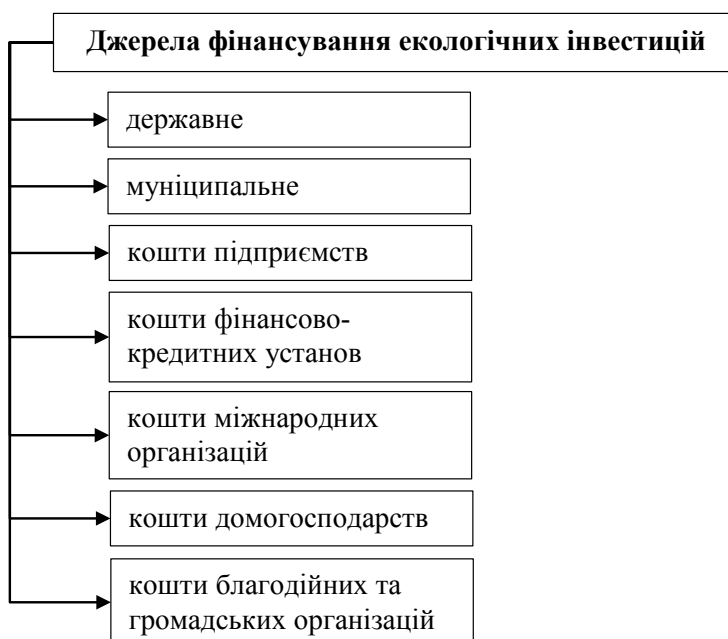 Джерела фінансування екологічних інвестицій
державне
муніципальне
кошти підприємств
кошти фінансово-
кредитних установ
кошти міжнародних
організацій
кошти домогосподарств
кошти благодійних та
громадських організацій